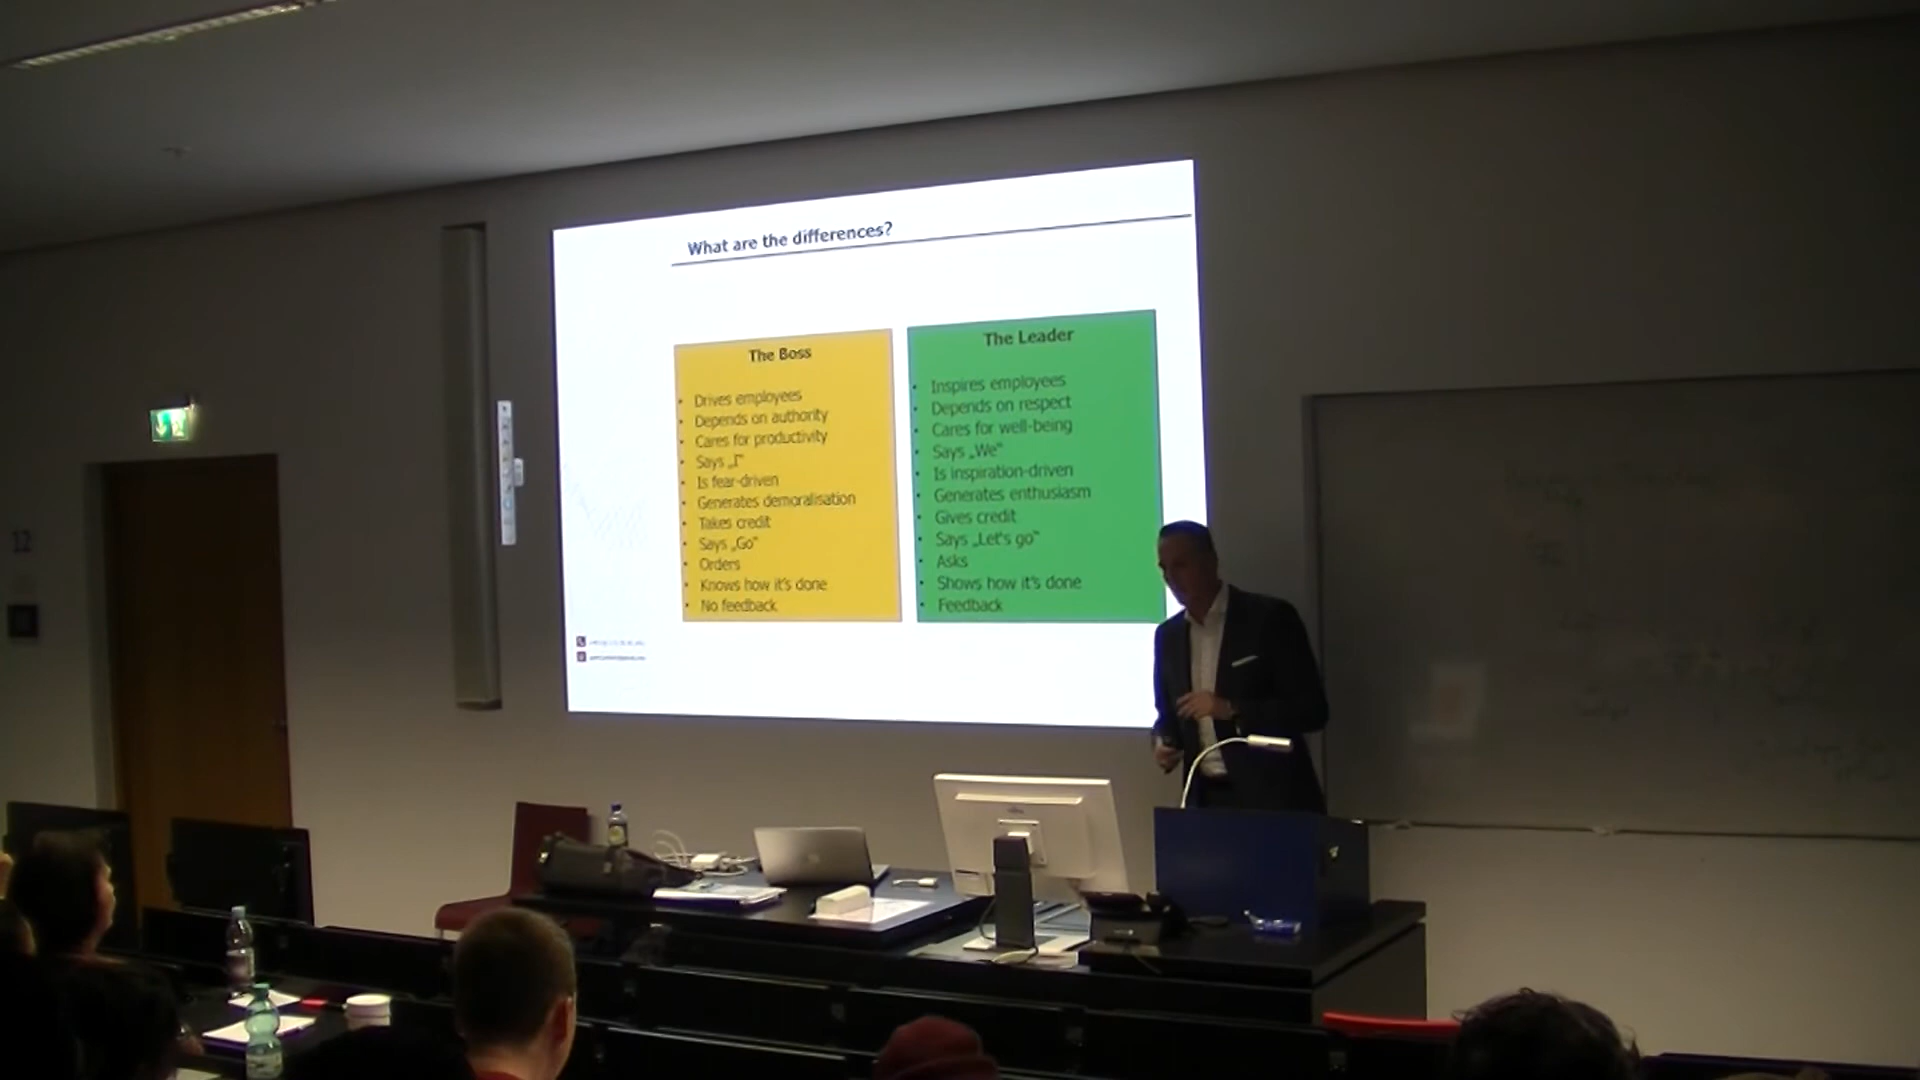 What are the differences?
The Boss
• Drives employees
• Depends on authority
• Cares for productivity
• Says „I“
• Is fear-driven
• Generates demoralisation
• Takes credit
• Says „Go“
• Orders
• Knows how it's done
• No feedback
The Leader
• Inspires employees
• Depends on respect
• Cares for well-being
• Says „We“
• Is inspiration-driven
• Generates enthusiasm
• Gives credit
• Says „Let's go“
• Asks
• Shows how it's done
• Feedback
12